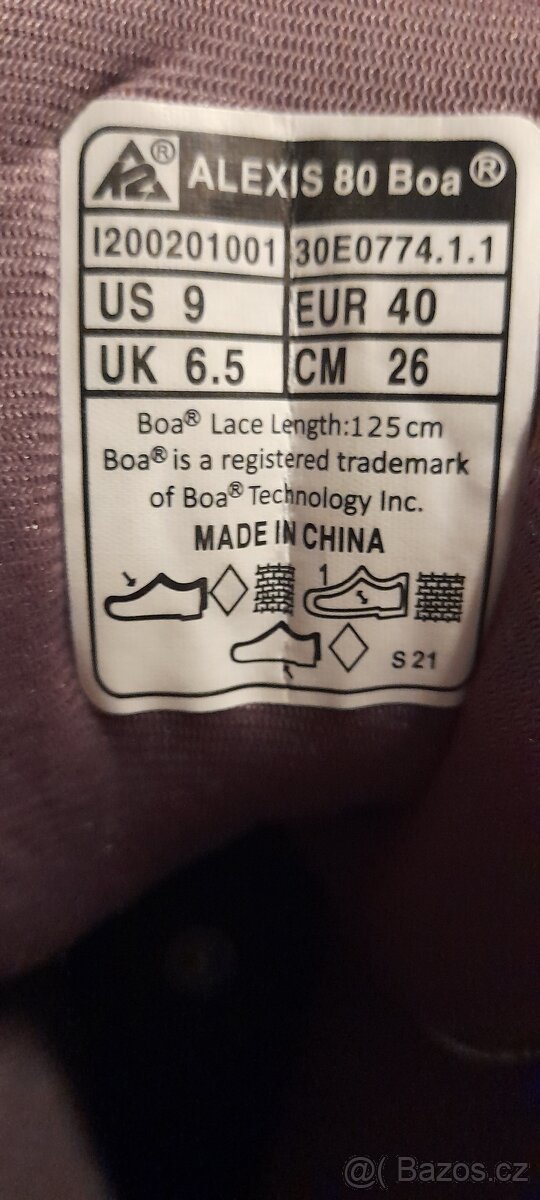 K2® ALEXIS 80 Boa®
I200201001 30E0774.1.1
US 9 EUR 40
UK 6.5 CM 26
Boa® Lace Length:125cm
Boa® is a registered trademark
of Boa® Technology Inc.
MADE IN CHINA
1
S 21
@( Bazos.cz